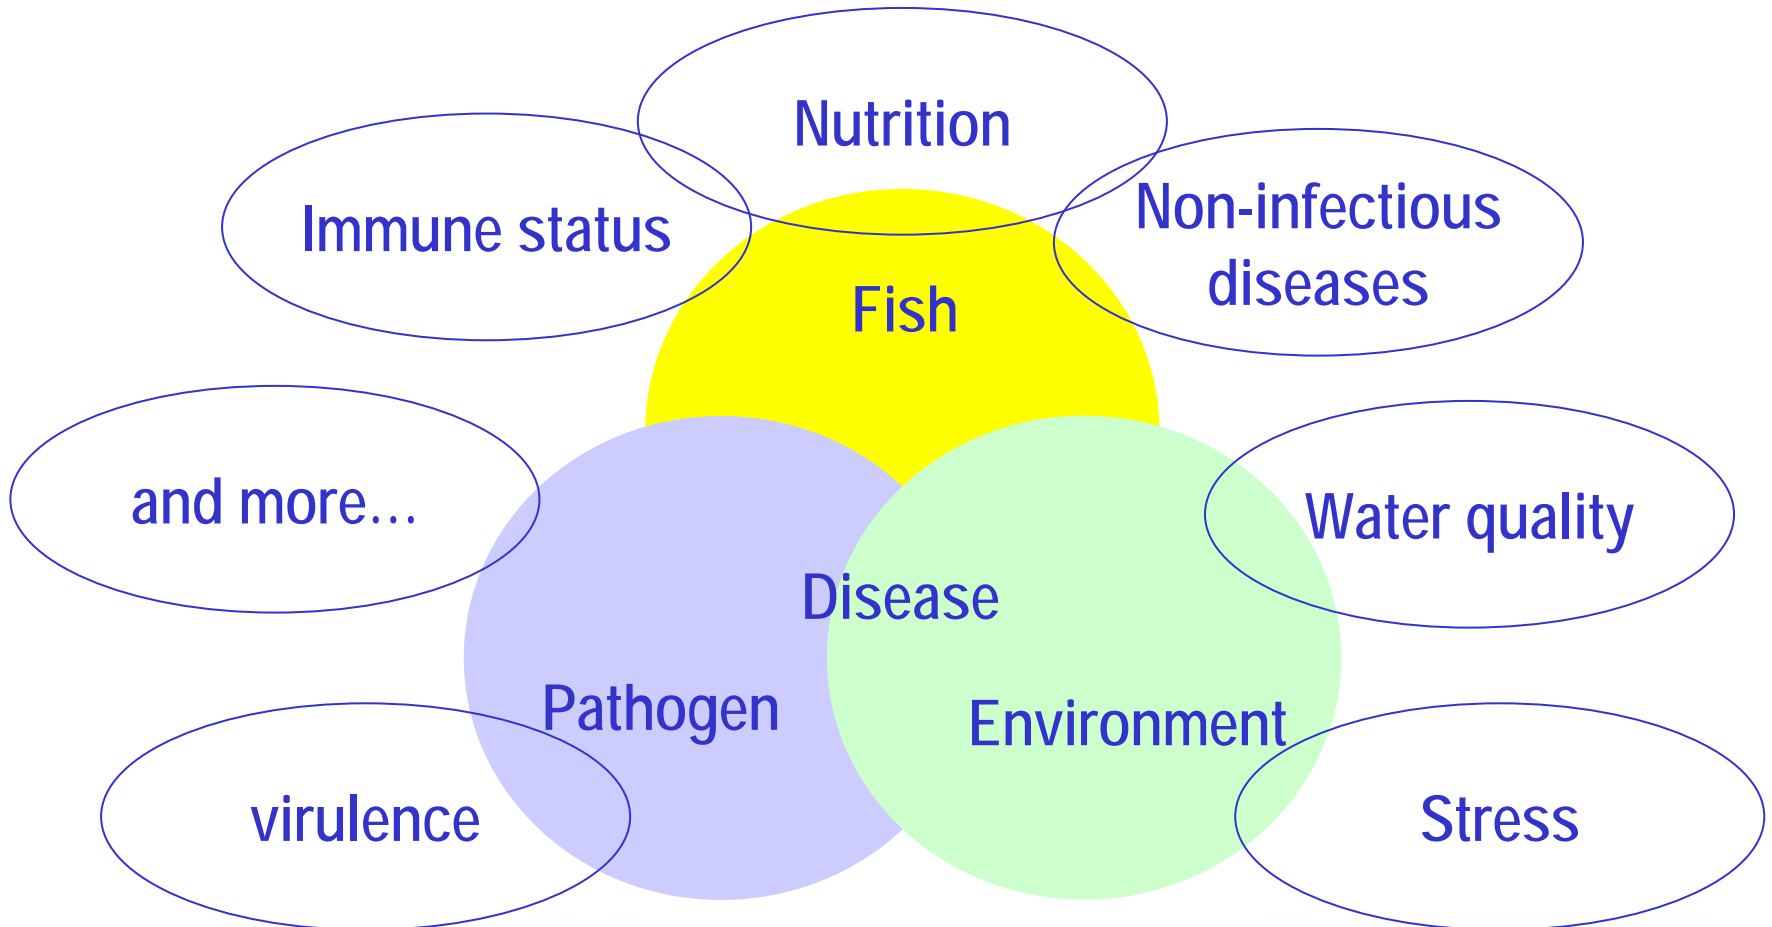 Nutrition
Immune status
Non-infectious
diseases
Fish
and more…
Water quality
Disease
Pathogen
Environment
virulence
Stress